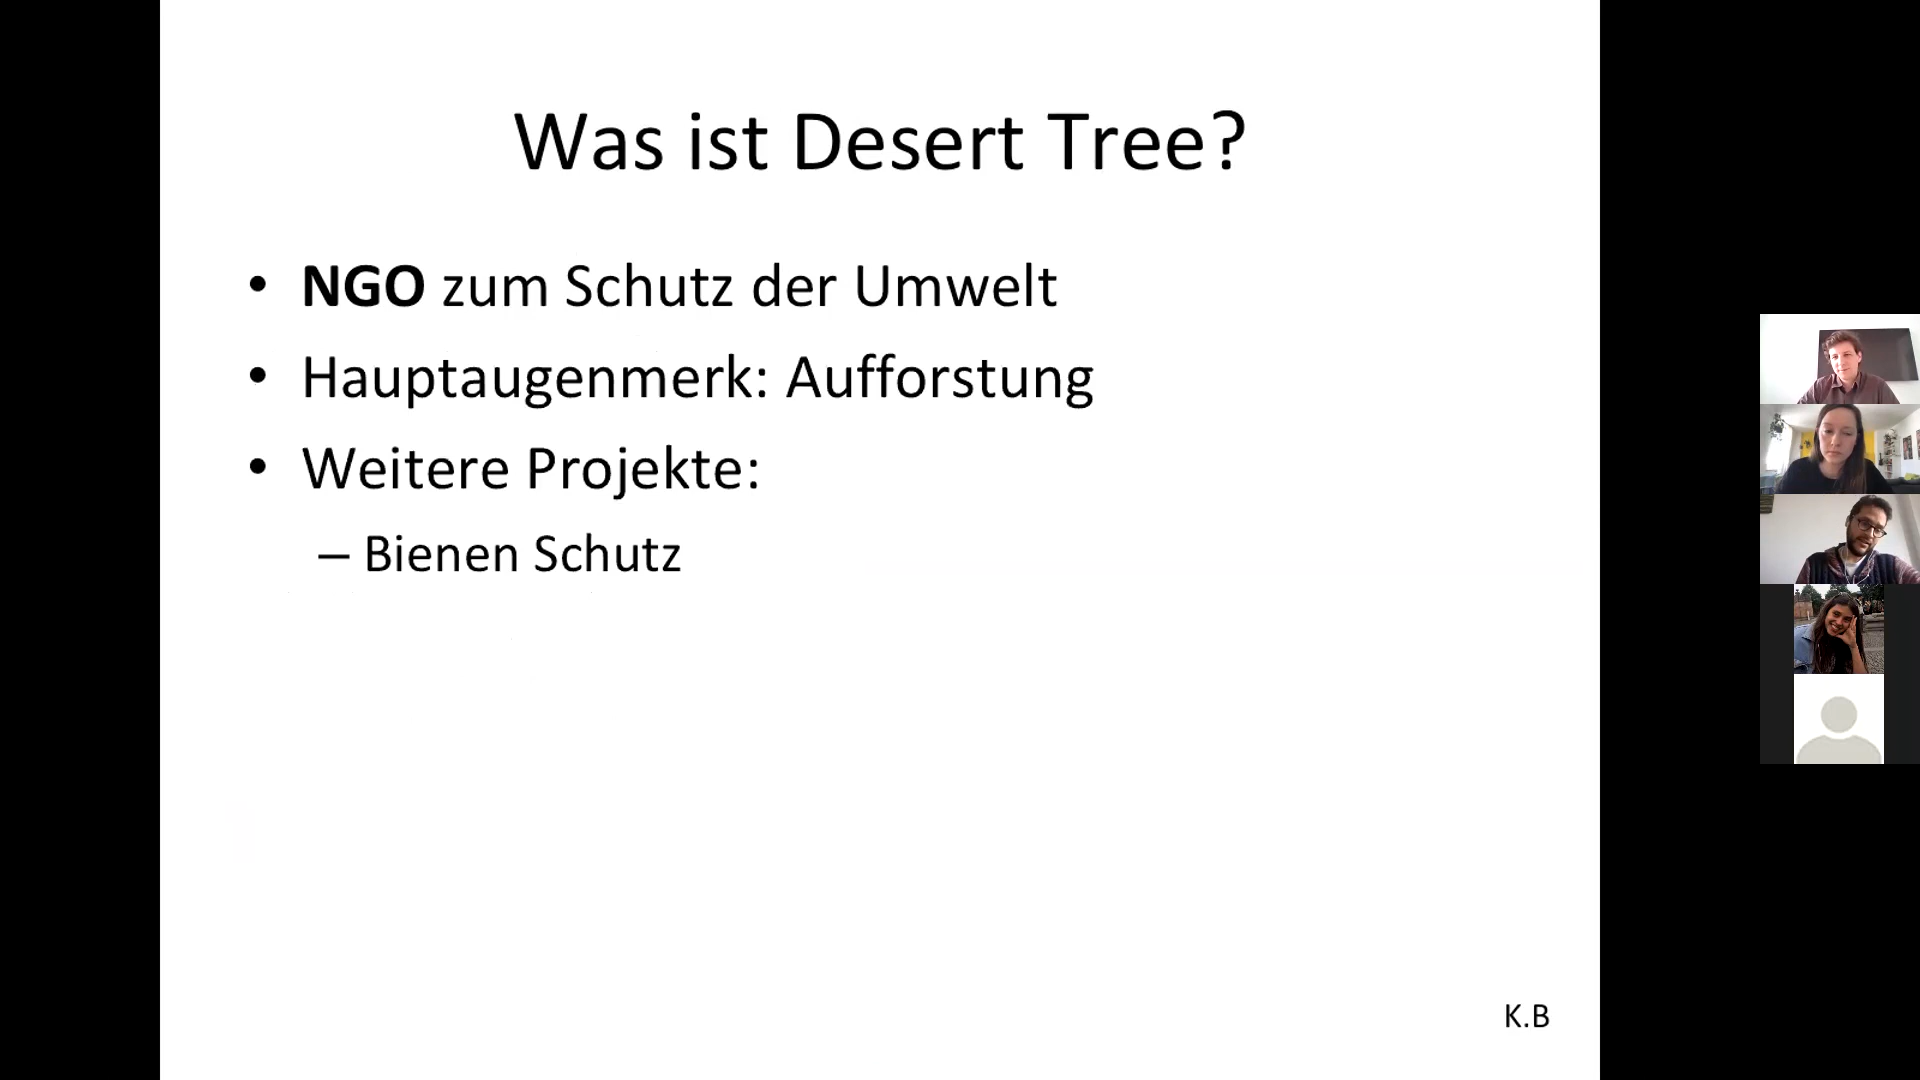 Was ist Desert Tree?
• NGO zum Schutz der Umwelt
• Hauptaugenmerk: Aufforstung
• Weitere Projekte:
– Bienen Schutz
K.B